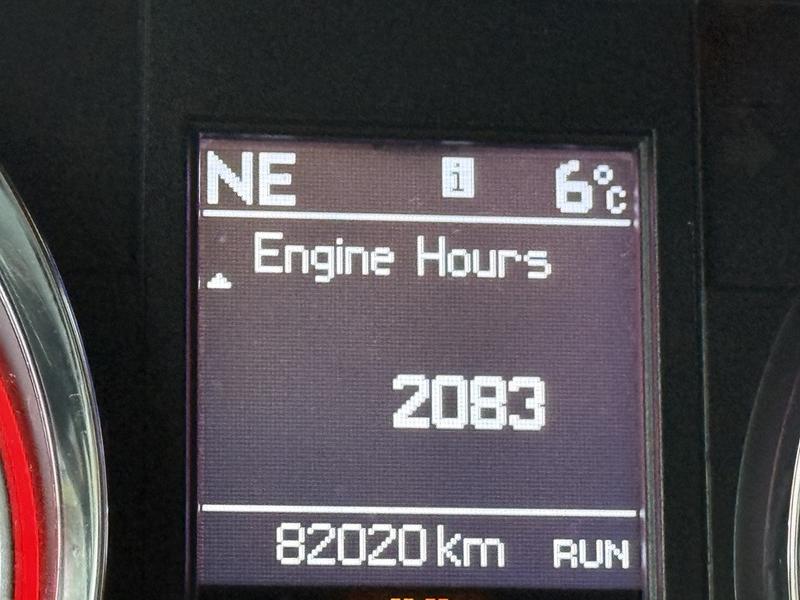 NE i 6°C
Engine Hours
2083
82020 km RUN